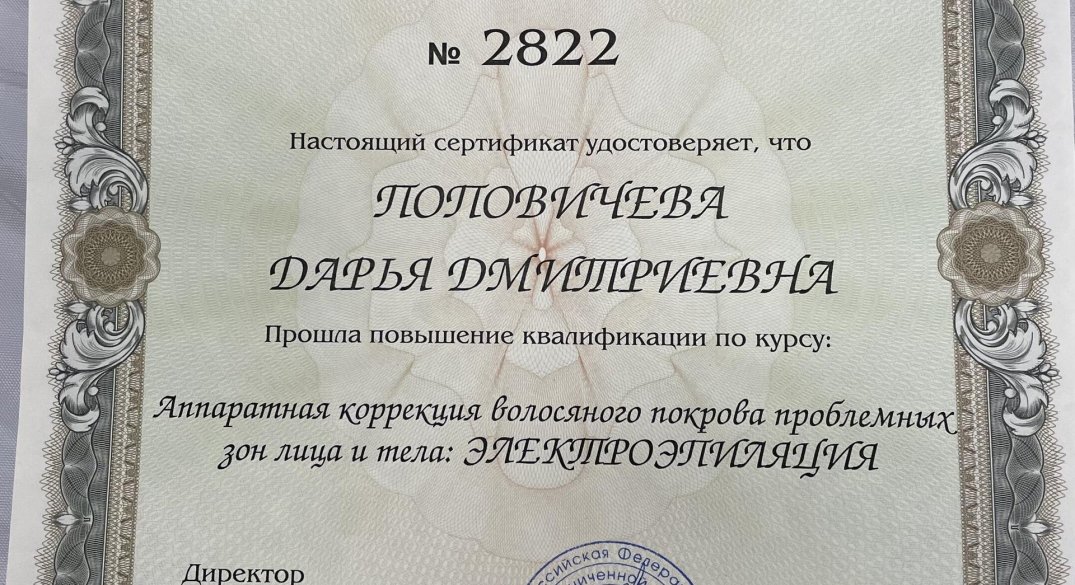 № 2822
Настоящий сертификат удостоверяет, что
ПОПОВИЧЕВА
ДАРЬЯ ДМИТРИЕВНА
Прошла повышение квалификации по курсу:
Аппаратная коррекция волосяного покрова проблемных
зон лица и тела: ЭЛЕКТРОЭПИЛЯЦИЯ
Директор